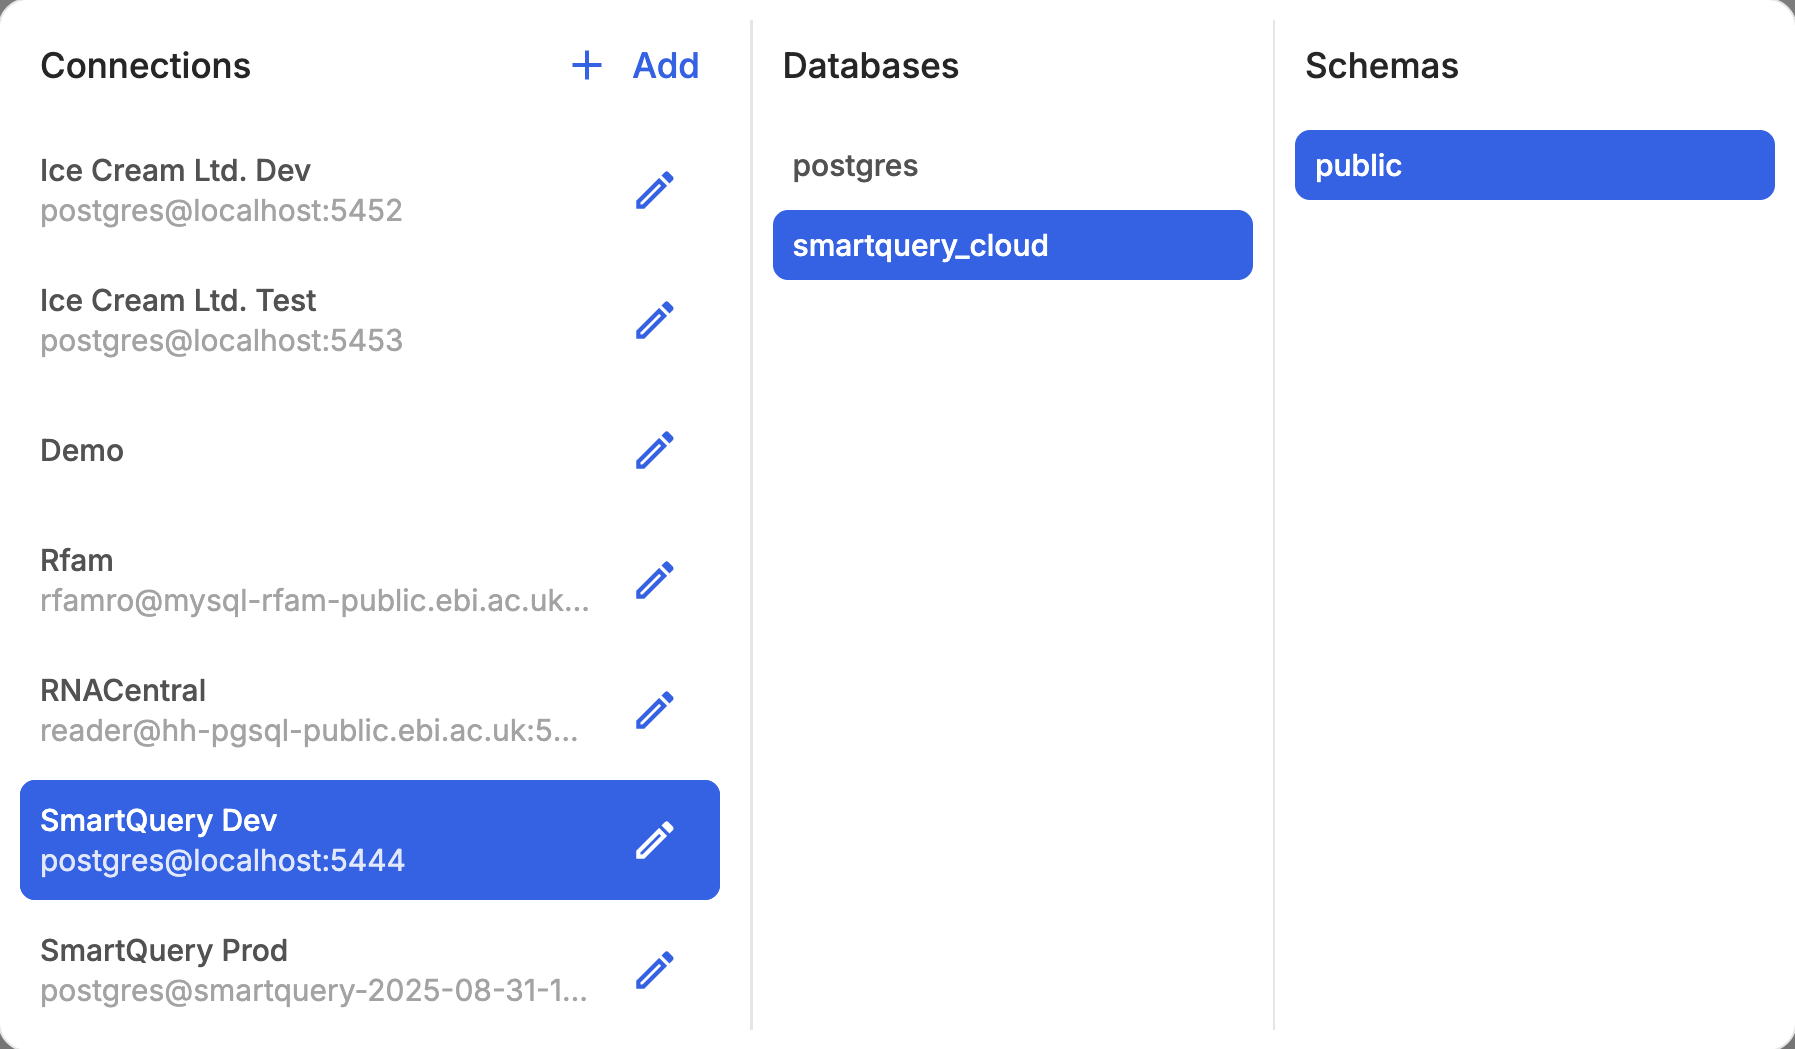 Connections
+ Add
Ice Cream Ltd. Dev
postgres@localhost:5452
Ice Cream Ltd. Test
postgres@localhost:5453
Demo
Rfam
rfamro@mysql-rfam-public.ebi.ac.uk...
RNACentral
reader@hh-pgsql-public.ebi.ac.uk:5...
SmartQuery Dev
postgres@localhost:5444
SmartQuery Prod
postgres@smartquery-2025-08-31-1...
Databases
postgres
smartquery_cloud
Schemas
public